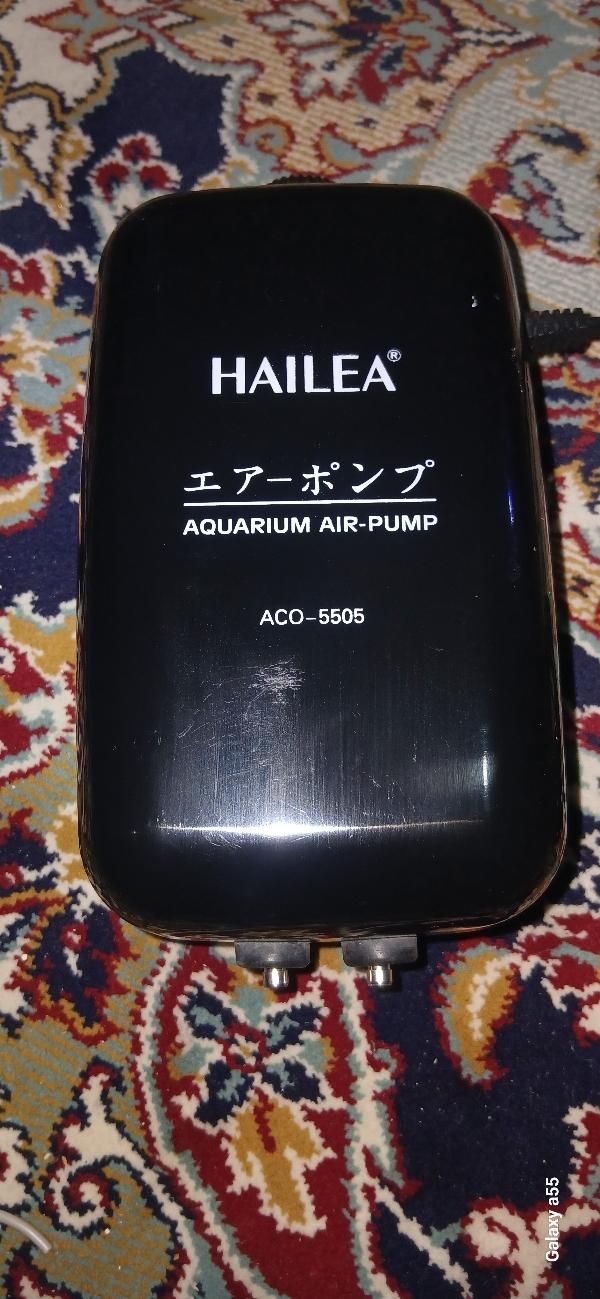 HAILEA®
エアーポンプ
AQUARIUM AIR-PUMP
ACO-5505
Galaxy a55